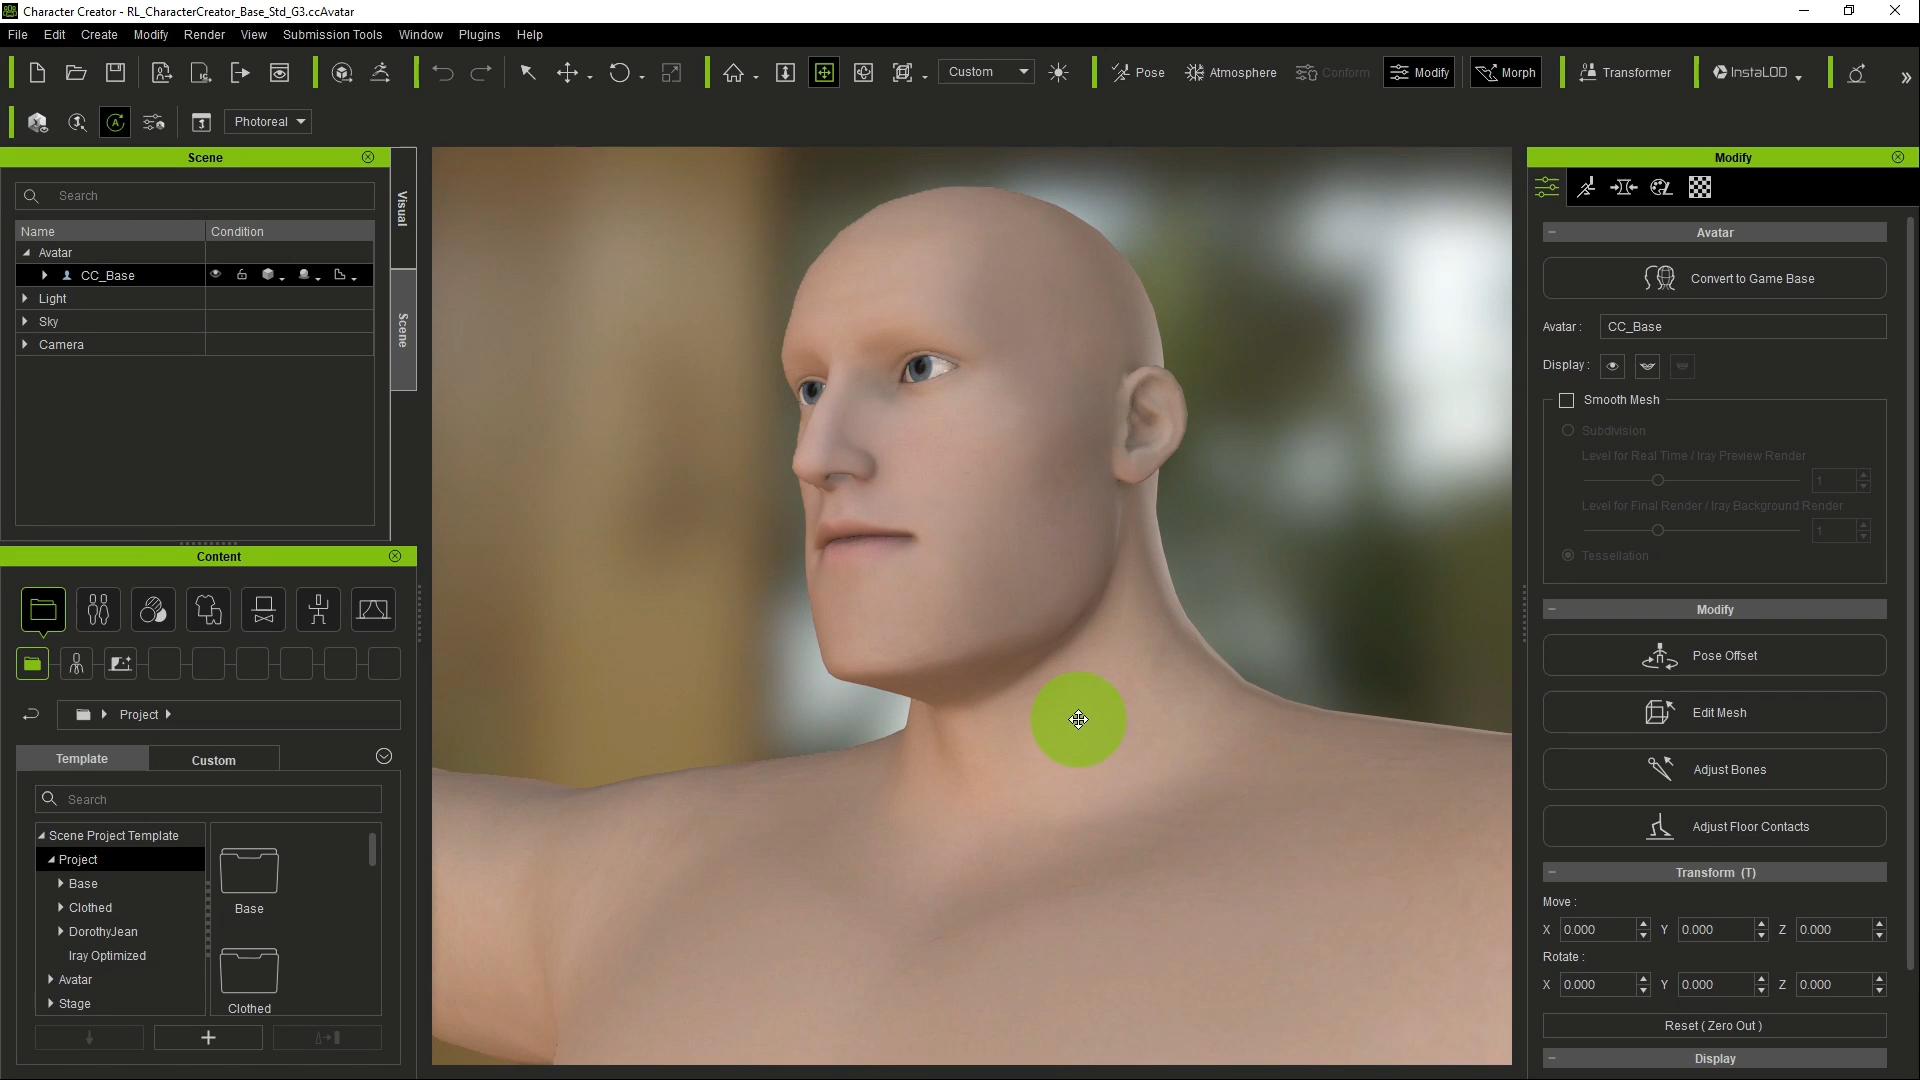 Character Creator - RL_CharacterCreator_Base_Std_G3.ccAvatar
File Edit Create Modify Render View Submission Tools Window Plugins Help
Custom Pose Atmosphere Conform Modify Morph Transformer InstaLOD
Photoreal
Scene
Search
Name Condition
Avatar
CC_Base
Light
Sky
Camera
Visual
Scene
Content
Project
Template Custom
Search
Scene Project Template
Project
Base
Clothed
DorothyJean
Iray Optimized
Avatar
Stage
Base
Clothed
Modify
Avatar
Convert to Game Base
Avatar : CC_Base
Display :
Smooth Mesh
Subdivision
Level for Real Time / Iray Preview Render
1
Level for Final Render / Iray Background Render
1
Tessellation
Modify
Pose Offset
Edit Mesh
Adjust Bones
Adjust Floor Contacts
Transform (T)
Move :
X 0.000 Y 0.000 Z 0.000
Rotate :
X 0.000 Y 0.000 Z 0.000
Reset ( Zero Out )
Display